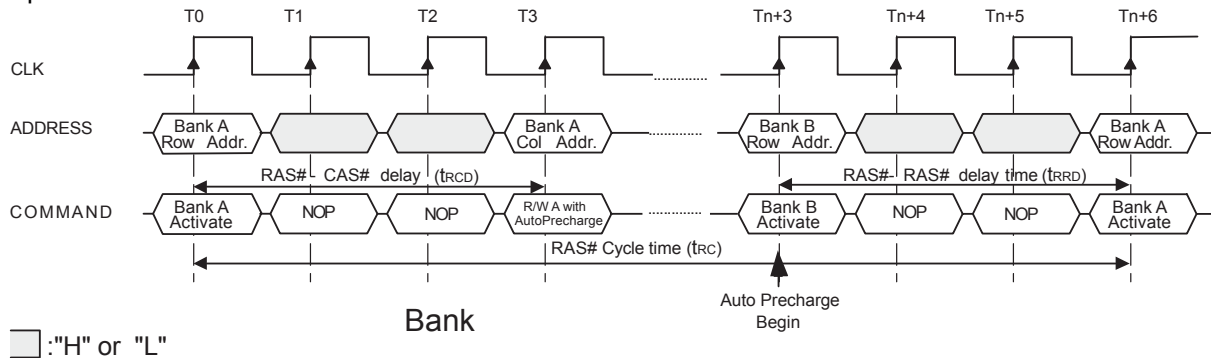 T0 T1 T2 T3 Tn+3 Tn+4 Tn+5 Tn+6
CLK
ADDRESS
Bank A
Row Addr.
Bank A
Col Addr.
Bank B
Row Addr.
Bank A
Row Addr.
RAS# - CAS# delay (tRCD)
RAS# - RAS# delay time (tRRD)
COMMAND
Bank A
Activate
NOP
NOP
R/W A with
AutoPrecharge
Bank B
Activate
NOP
NOP
Bank A
Activate
RAS# Cycle time (tRC)
Auto Precharge
Begin
Bank
:"H" or "L"